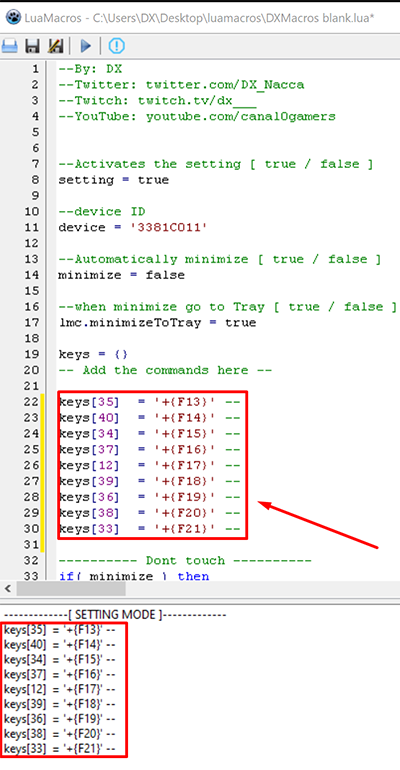 LuaMacros - C:\Users\DX\Desktop\luamacros\DXMacros blank.lua*
1 --By: DX
2 --Twitter: twitter.com/DX_Nacca
3 --Twitch: twitch.tv/dx___
4 --YouTube: youtube.com/canal0gamers
5
6
7 --Activates the setting [ true / false ]
8 setting = true
9
10 --device ID
11 device = '3381C011'
12
13 --Automatically minimize [ true / false ]
14 minimize = false
15
16 --when minimize go to Tray [ true / false ]
17 lmc.minimizeToTray = true
18
19 keys = {}
20 -- Add the commands here --
21
22 keys[35] = '+{F13}' --
23 keys[40] = '+{F14}' --
24 keys[34] = '+{F15}' --
25 keys[37] = '+{F16}' --
26 keys[12] = '+{F17}' --
27 keys[39] = '+{F18}' --
28 keys[36] = '+{F19}' --
29 keys[38] = '+{F20}' --
30 keys[33] = '+{F21}' --
31
32 ---------- Dont touch ----------
33 if( minimize ) then
-------------[ SETTING MODE ]-------------
keys[35] = '+{F13}' --
keys[40] = '+{F14}' --
keys[34] = '+{F15}' --
keys[37] = '+{F16}' --
keys[12] = '+{F17}' --
keys[39] = '+{F18}' --
keys[36] = '+{F19}' --
keys[38] = '+{F20}' --
keys[33] = '+{F21}' --